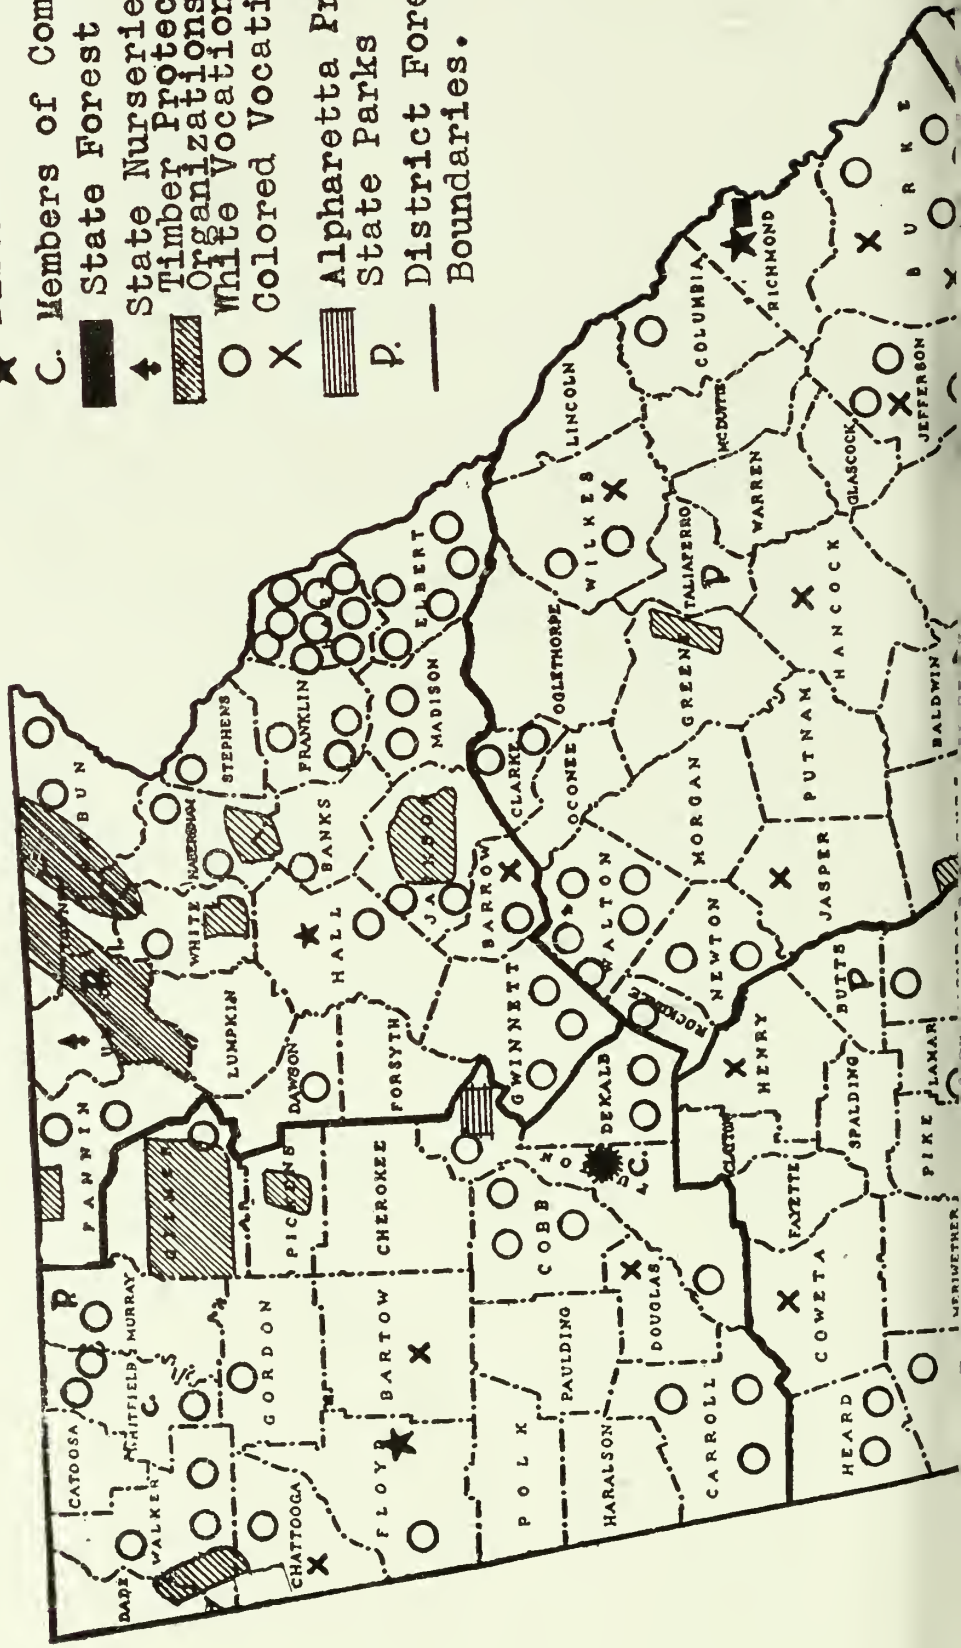 C. Members of Com
State Forest
State Nurserie
Timber Protec
Organizations
White Vocation
Colored Vocati
X
Alpharetta Pr
P. State Parks
District Fore
Boundaries.
RABUN
TOWNS
P
FANNIN
R
MURRAY
WHITFIELD
C.
CATOOSA
DADE
WALKER
STEPHENS
HABERSHAM
WHITE
LUMPKIN
GILMER
FRANKLIN
BANKS
HALL
DAWSON
PICKENS
GORDON
CHATTOOGA
X
ELBERT
MADISON
FORSYTH
CHEROKEE
BARTOW
X
FLOYD
BARROW
X
GWINNETT
COBB
POLK
PAULDING
LINCOLN
WILKES
X
OGLETHORPE
CLARKE
OCONEE
WALTON
DEKALB
C.
DOUGLAS
X
HARALSON
CARROLL
COLUMBIA
MCDUFFIE
WARREN
TALIAFERRO
P
GREENE
MORGAN
NEWTON
ROCKDALE
HENRY
X
CLAYTON
FAYETTE
COWETA
X
HEARD
RICHMOND
BURKE
X
X
JEFFERSON
X
GLASCOCK
HANCOCK
X
PUTNAM
JASPER
X
BUTTS
P
SPALDING
BALDWIN
LAMAR
PIKE
MERIWETHER